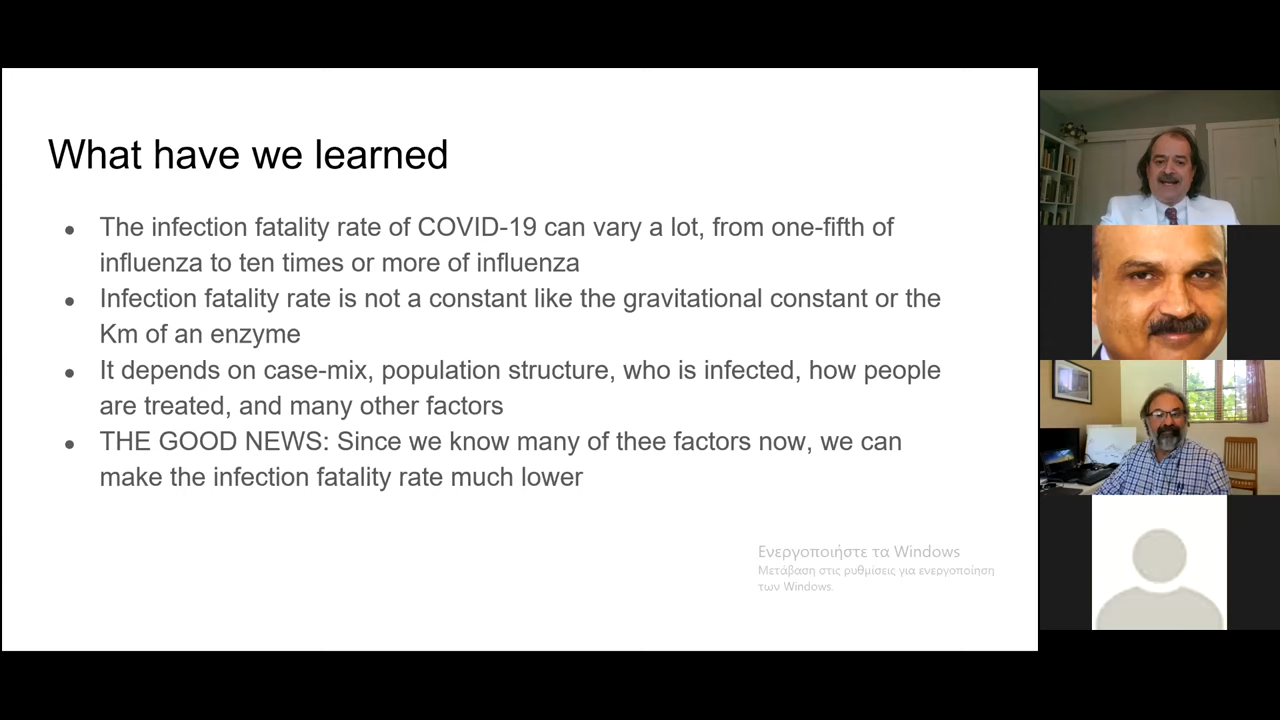 What have we learned
● The infection fatality rate of COVID-19 can vary a lot, from one-fifth of
influenza to ten times or more of influenza
● Infection fatality rate is not a constant like the gravitational constant or the
Km of an enzyme
● It depends on case-mix, population structure, who is infected, how people
are treated, and many other factors
● THE GOOD NEWS: Since we know many of thee factors now, we can
make the infection fatality rate much lower
Ενεργοποιήστε τα Windows
Μετάβαση στις ρυθμίσεις για ενεργοποίηση
των Windows.